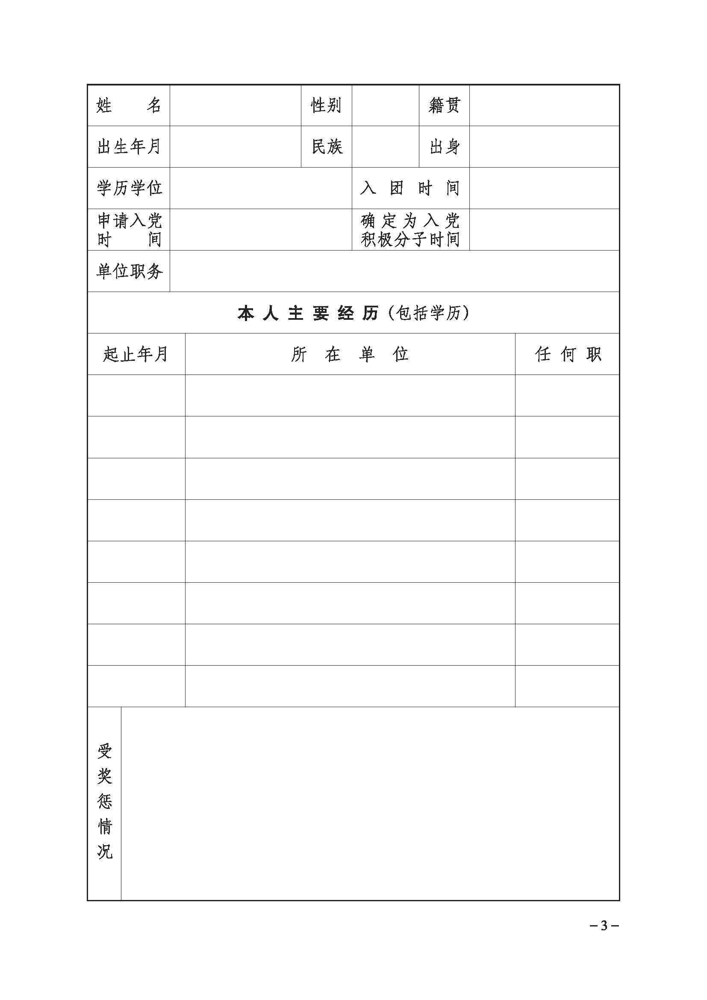 姓 名 性别 籍贯
出生年月 民族 出身
学历学位 入团时间
申请入党
时间
确定为入党
积极分子时间
单位职务
本人主要经历(包括学历)
起止年月 所在单位 任何职
受
奖
惩
情
况
－3－